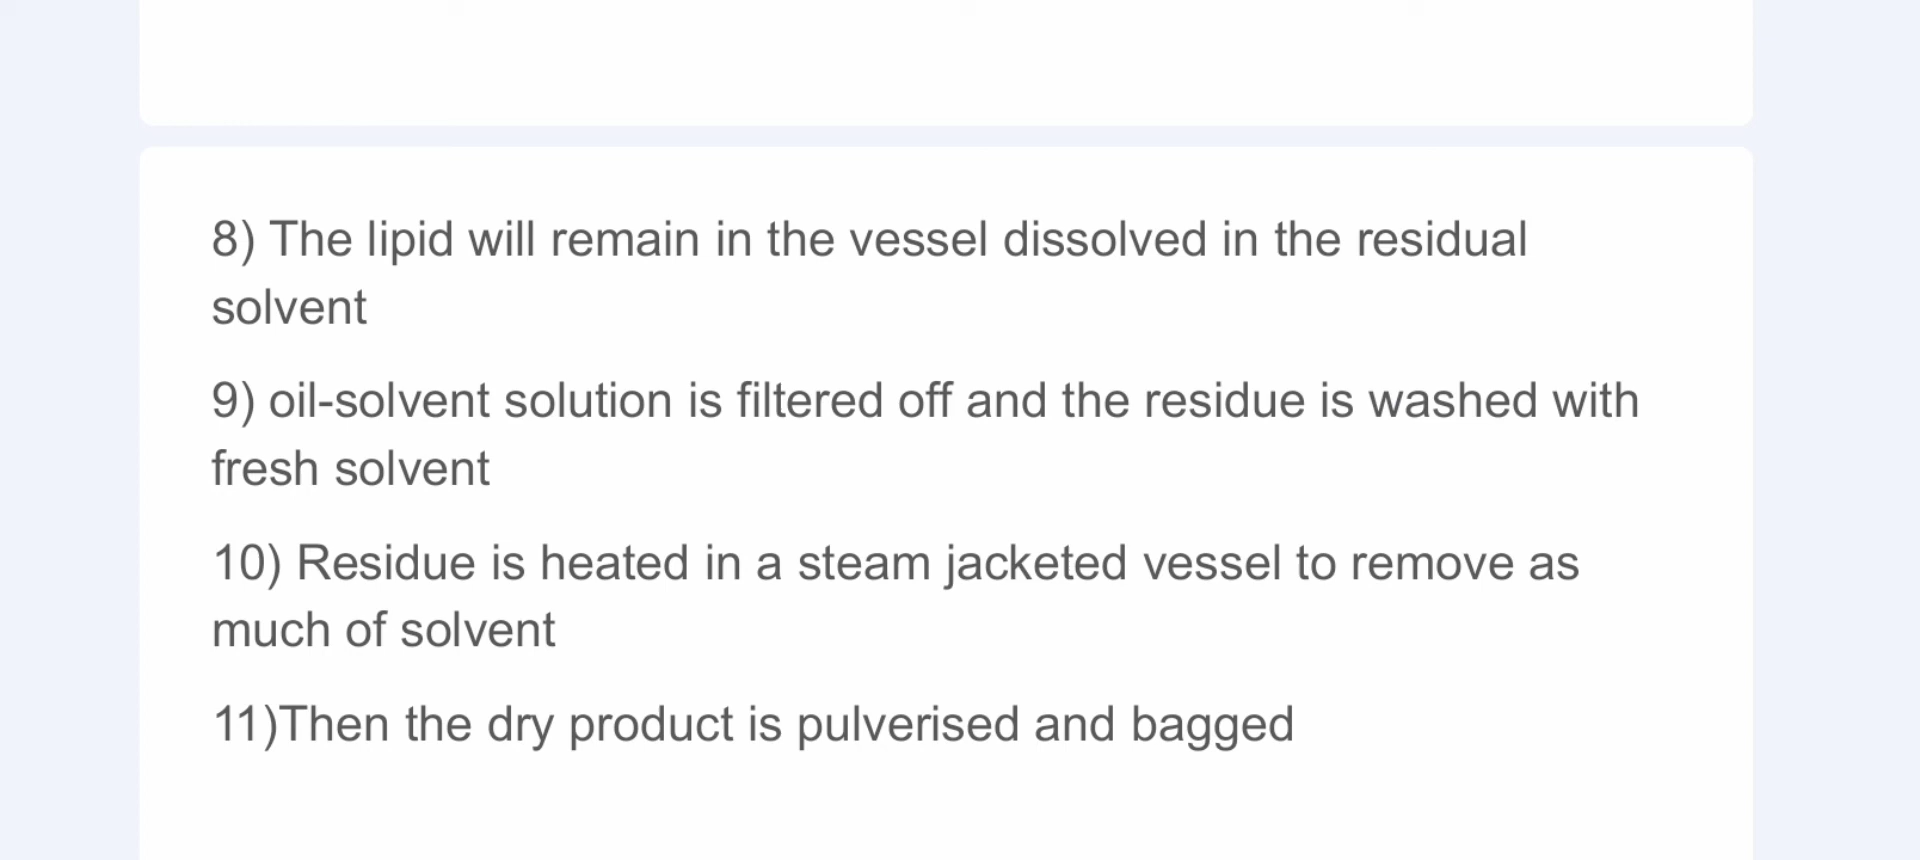 8) The lipid will remain in the vessel dissolved in the residual
solvent
9) oil-solvent solution is filtered off and the residue is washed with
fresh solvent
10) Residue is heated in a steam jacketed vessel to remove as
much of solvent
11)Then the dry product is pulverised and bagged